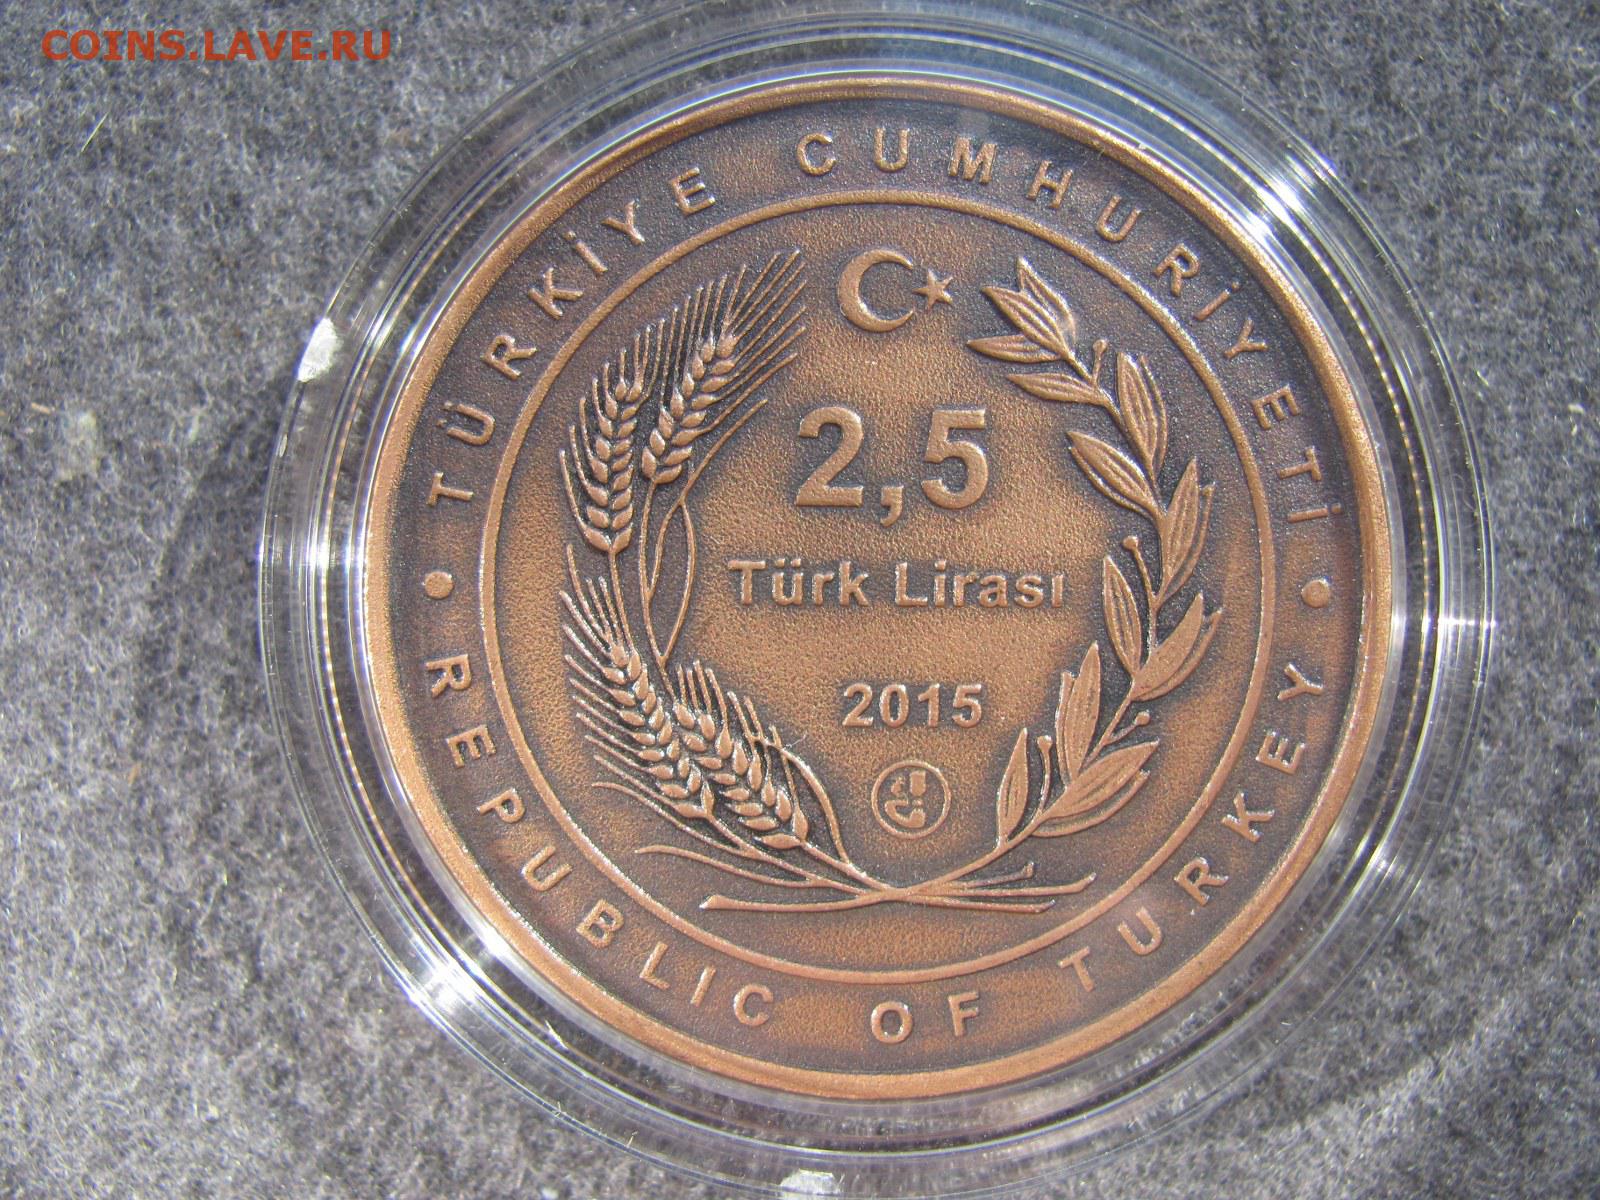 COINS.LAVE.RU
TÜRKİYE CUMHURİYETİ
2,5
Türk Lirası
2015
REPUBLIC OF TURKEY